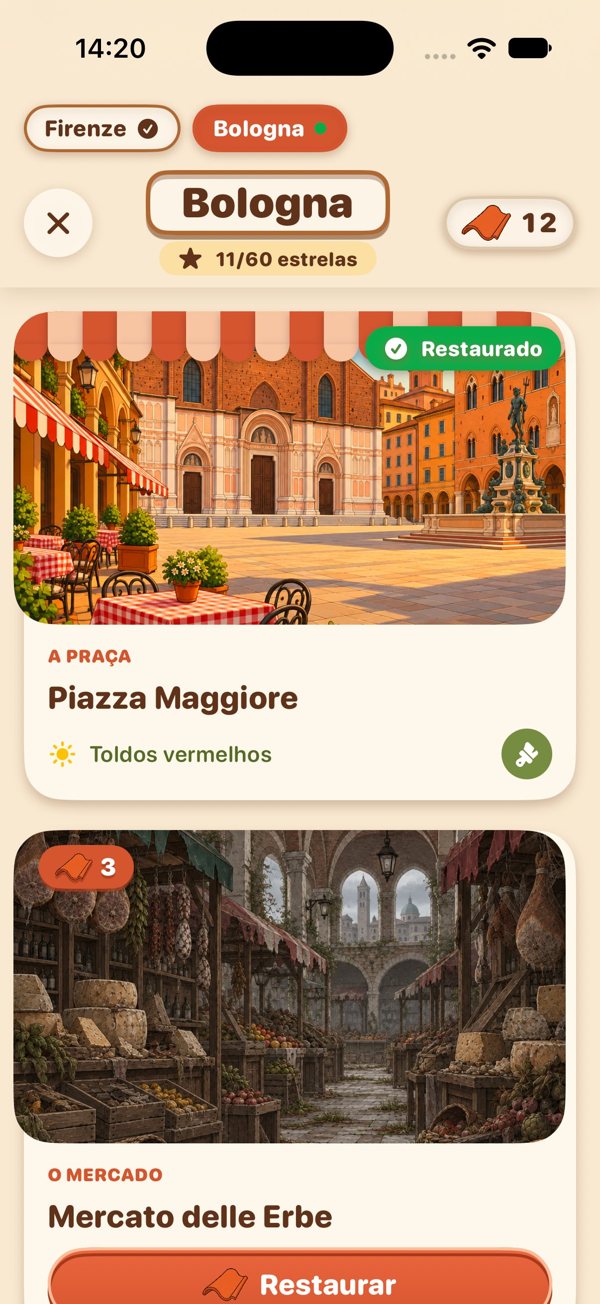 14:20
Firenze
Bologna
Bologna
12
11/60 estrelas
Restaurado
A PRAÇA
Piazza Maggiore
Toldos vermelhos
3
O MERCADO
Mercato delle Erbe
Restaurar